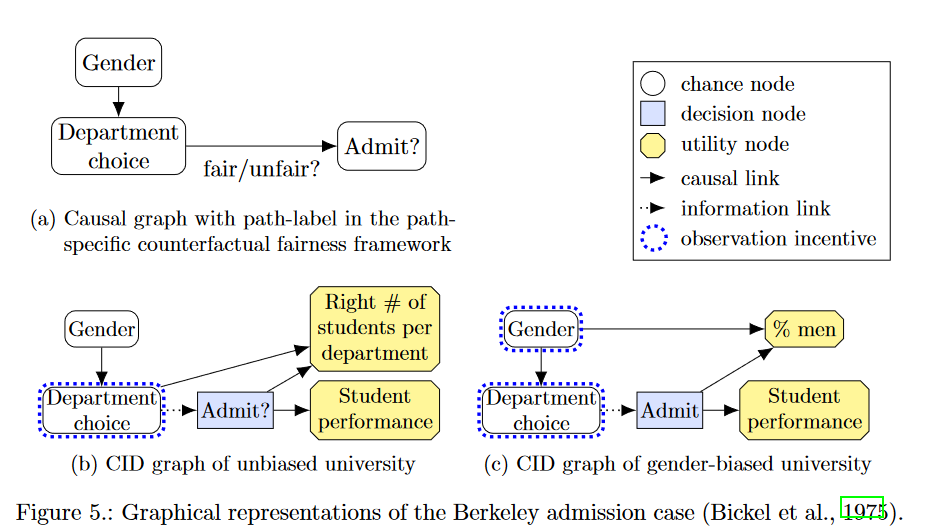 Gender
Department
choice
fair/unfair?
Admit?
(a) Causal graph with path-label in the path-
specific counterfactual fairness framework
chance node
decision node
utility node
causal link
information link
observation incentive
Gender
Department
choice
Admit?
Right # of
students per
department
Student
performance
(b) CID graph of unbiased university
Gender
Department
choice
Admit
% men
Student
performance
(c) CID graph of gender-biased university
Figure 5.: Graphical representations of the Berkeley admission case (Bickel et al., 1975).